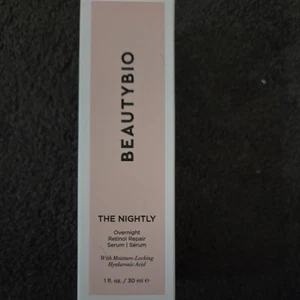 BEAUTYBIO
THE NIGHTLY
Overnight
Retinol Repair
Serum | Sérum
With Moisture-Locking
Hyaluronic Acid
1 fl. oz. / 30 ml ℮